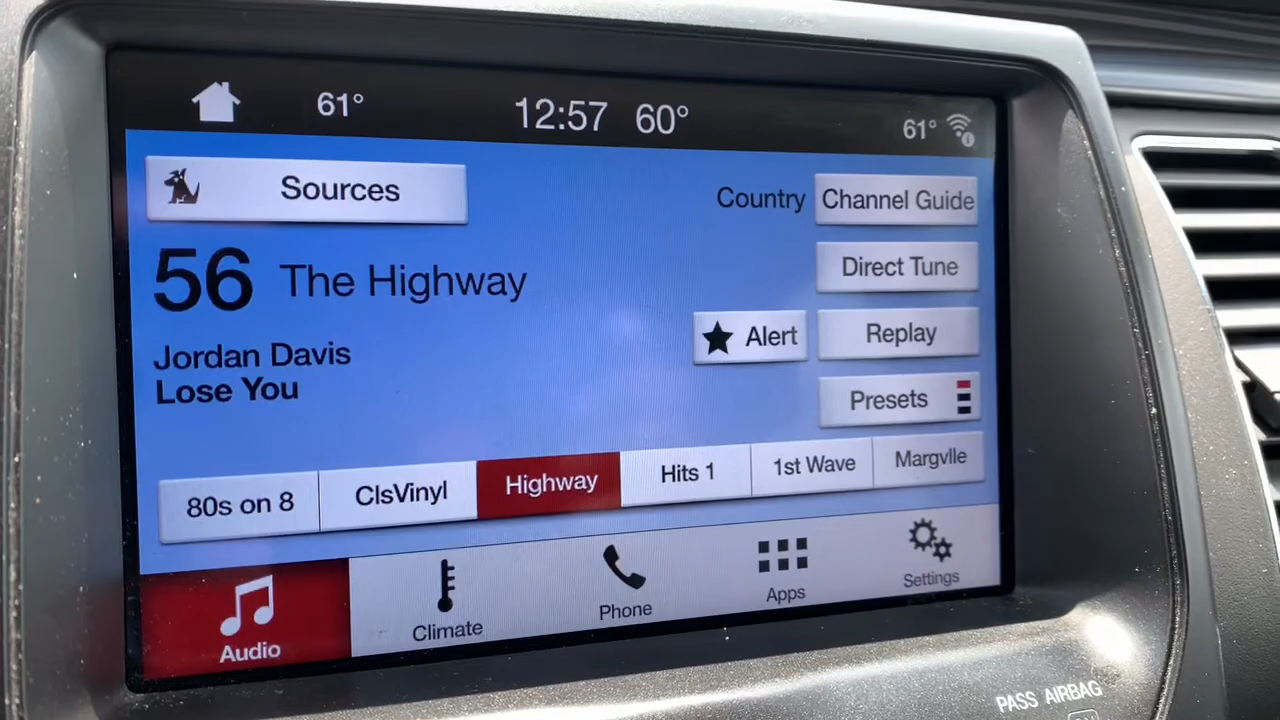 61° 12:57 60° 61°
Sources
Country Channel Guide
56 The Highway
Direct Tune
Alert Replay
Jordan Davis
Lose You
Presets
80s on 8 ClsVinyl Highway Hits 1 1st Wave Margvlle
Audio Climate Phone Apps Settings
PASS AIRBAG